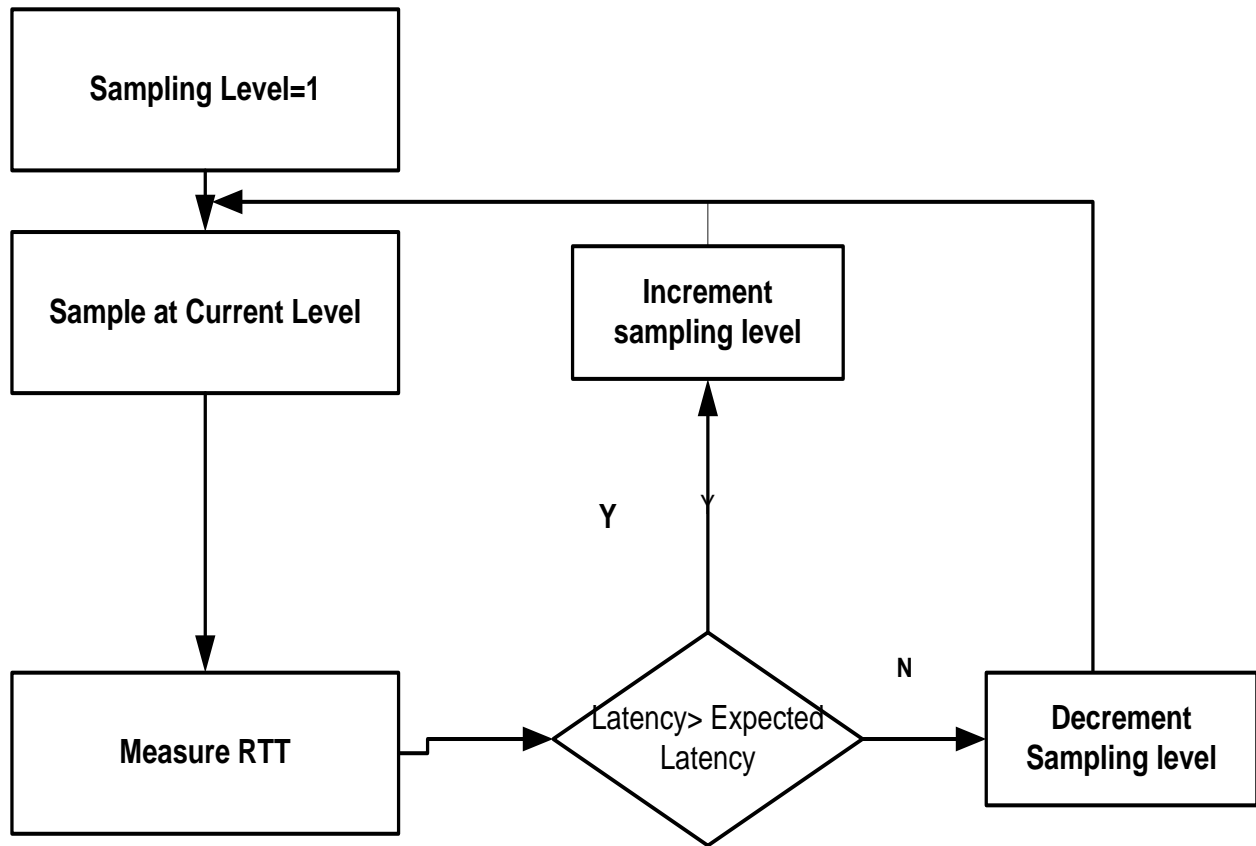 Sampling Level=1
Sample at Current Level
Increment
sampling level
Y
Y
N
Measure RTT
Latency> Expected
Latency
Decrement
Sampling level